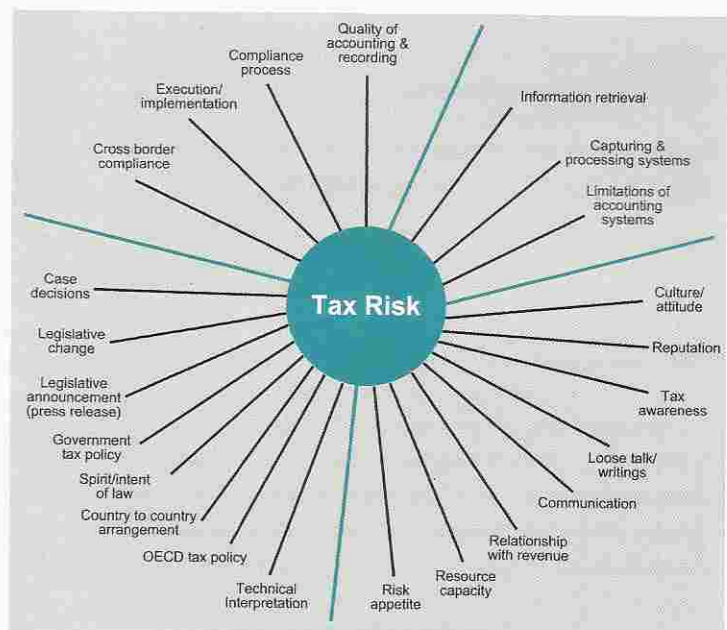 Quality of
accounting &
recording
Compliance
process
Execution/
implementation
Cross border
compliance
Information retrieval
Capturing &
processing systems
Limitations of
accounting
systems
Tax Risk
Case
decisions
Legislative
change
Legislative
announcement
(press release)
Government
tax policy
Spirit/intent
of law
Country to country
arrangement
OECD tax policy
Technical
Interpretation
Culture/
attitude
Reputation
Tax
awareness
Loose talk/
writings
Communication
Relationship
with revenue
Resource
capacity
Risk
appetite